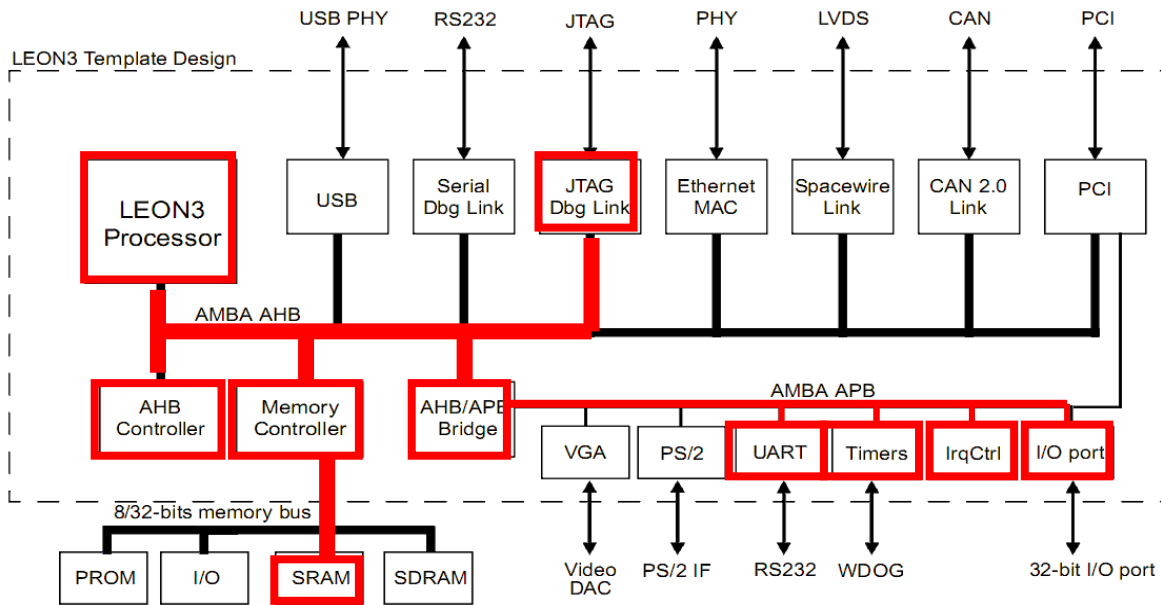 USB PHY RS232 JTAG PHY LVDS CAN PCI
LEON3 Template Design
LEON3
Processor
USB
Serial
Dbg Link
JTAG
Dbg Link
Ethernet
MAC
Spacewire
Link
CAN 2.0
Link
PCI
AMBA AHB
AHB
Controller
Memory
Controller
AHB/APB
Bridge
AMBA APB
VGA
PS/2
UART
Timers
IrqCtrl
I/O port
8/32-bits memory bus
PROM
I/O
SRAM
SDRAM
Video
DAC
PS/2 IF
RS232
WDOG
32-bit I/O port